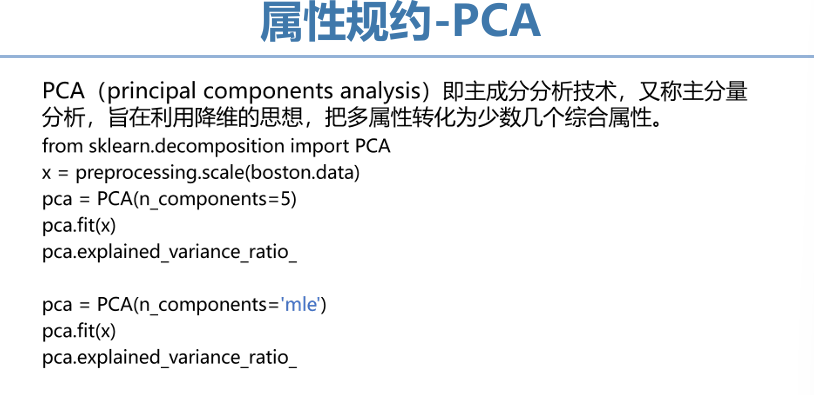 属性规约-PCA
PCA（principal components analysis）即主成分分析技术，又称主分量
分析，旨在利用降维的思想，把多属性转化为少数几个综合属性。
from sklearn.decomposition import PCA
x = preprocessing.scale(boston.data)
pca = PCA(n_components=5)
pca.fit(x)
pca.explained_variance_ratio_
pca = PCA(n_components='mle')
pca.fit(x)
pca.explained_variance_ratio_